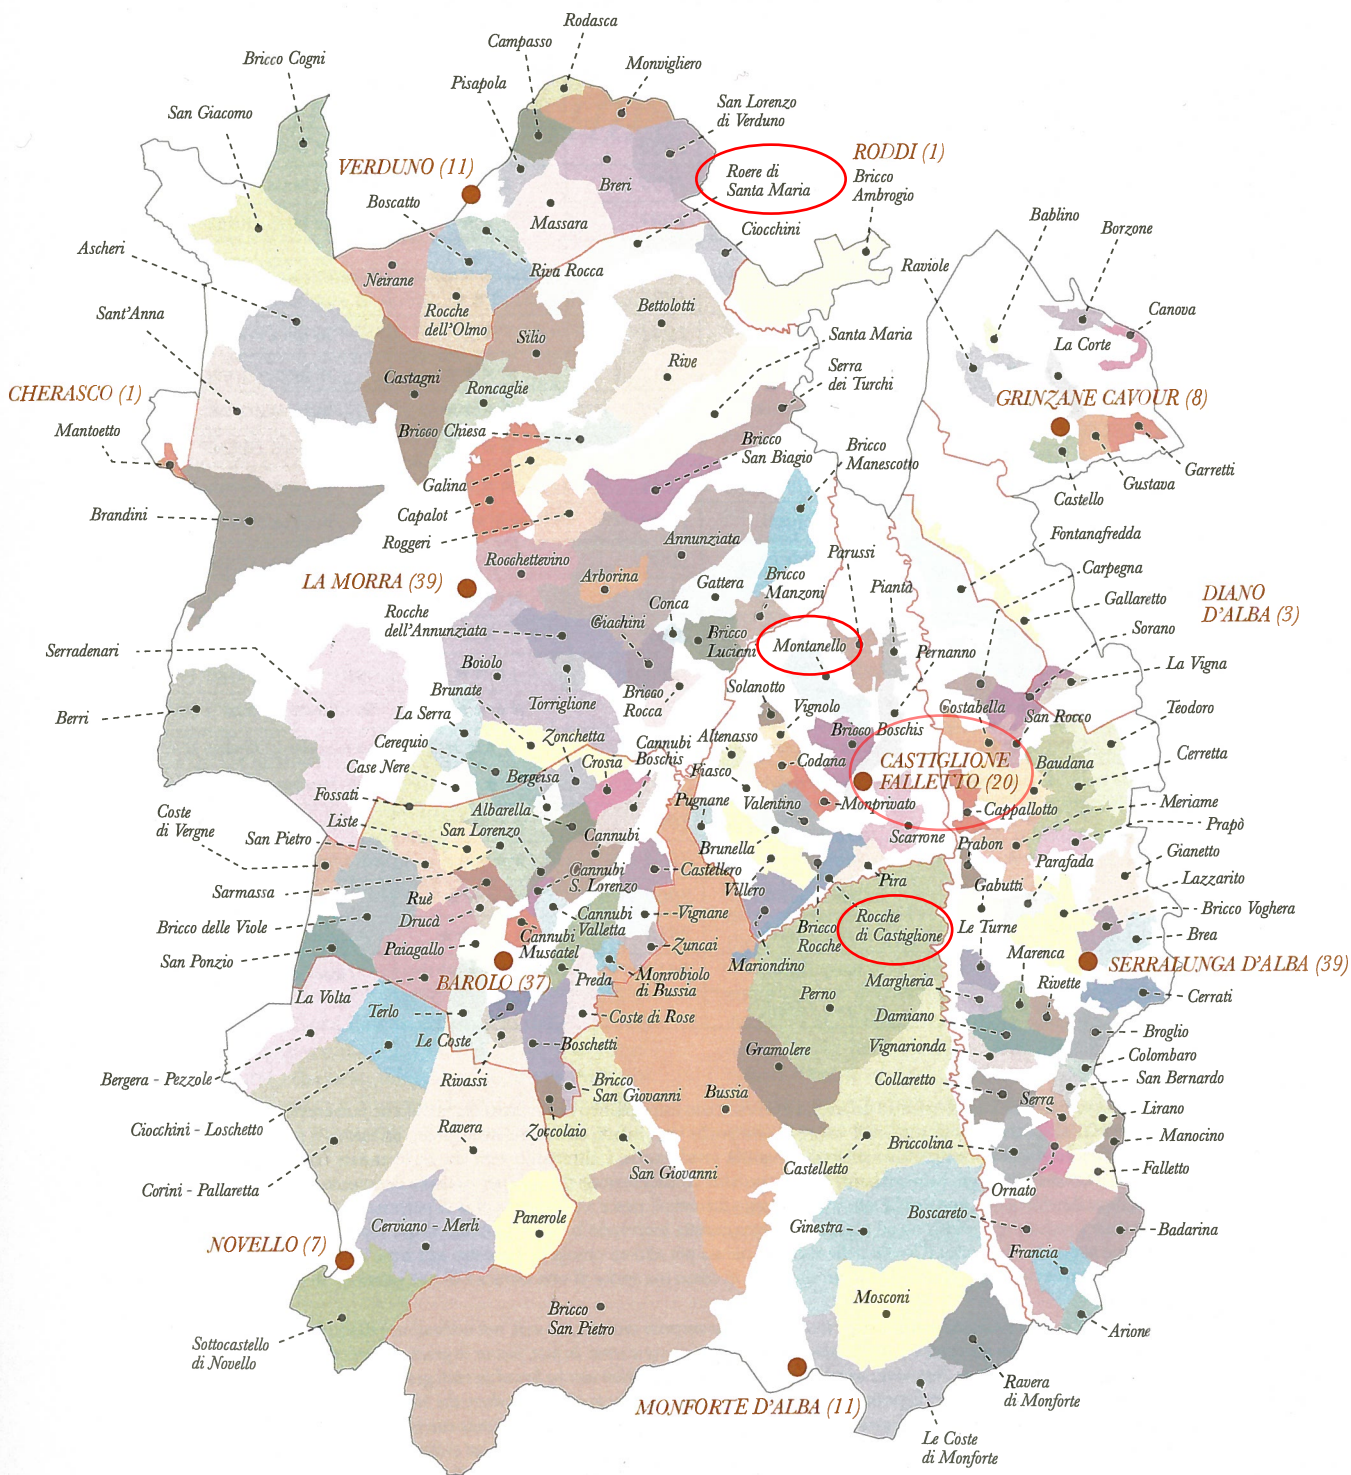 Rodasca
Campasso
Bricco Cogni
Monvigliero
Pisapola
San Giacomo
San Lorenzo
di Verduno
VERDUNO (11)
RODDI (1)
Roere di
Santa Maria
Bricco
Ambrogio
Breri
Boscatto
Massara
Bablino
Borzone
Ciocchini
Ascheri
Raviole
Riva Rocca
Neirane
Sant'Anna
Rocche
dell'Olmo
Bettolotti
Canova
Silio
Santa Maria
La Corte
Rive
Serra
dei Turchi
Castagni
Roncaglie
CHERASCO (1)
GRINZANE CAVOUR (8)
Mantoetto
Bricco Chiesa
Bricco
San Biagio
Bricco
Manescotto
Garretti
Galina
Gustava
Castello
Capalot
Brandini
Roggeri
Annunziata
Fontanafredda
Parussi
Rocchettevino
Arborina
Carpegna
LA MORRA (39)
Gattera
Bricco
Manzoni
Piantà
DIANO
D'ALBA (3)
Gallaretto
Conca
Rocche
dell'Annunziata
Giachini
Sorano
Bricco
Luciani
Montanello
Pernanno
Serradenari
La Vigna
Boiolo
Solanotto
Brunate
Torriglione
Bricco
Rocca
Vignolo
Costabella
San Rocco
Teodoro
Berri
La Serra
Bricco Boschis
Altenasso
Zonchetta
Cannubi
Boschis
Cerequio
Cerretta
CASTIGLIONE
FALLETTO (20)
Baudana
Codana
Case Nere
Bergeisa
Crosia
Fiasco
Fossati
Pugnane
Valentino
Monprivato
Cappallotto
Meriame
Albarella
Coste
di Vergne
Liste
San Lorenzo
Prapò
San Pietro
Cannubi
Scarrone
Brunella
Prabon
Parafada
Gianetto
Cannubi
S. Lorenzo
Castellero
Sarmassa
Villero
Pira
Gabutti
Lazzarito
Ruè
Bricco Voghera
Drucà
Cannubi
Valletta
Vignane
Rocche
di Castiglione
Bricco delle Viole
Bricco
Rocche
Le Turne
Brea
Paiagallo
Cannubi
Muscatel
Zuncai
San Ponzio
Marenca
Mariondino
SERRALUNGA D'ALBA (39)
BAROLO (37)
Preda
Monrobiolo
di Bussia
Margheria
Rivette
La Volta
Perno
Cerrati
Terlo
Coste di Rose
Damiano
Broglio
Le Coste
Boschetti
Vignarionda
Gramolere
Colombaro
Bergera - Pezzole
Rivassi
Collaretto
San Bernardo
Bricco
San Giovanni
Bussia
Serra
Lirano
Ciocchini - Loschetto
Ravera
Zoccolaio
Manocino
Briccolina
San Giovanni
Castelletto
Falletto
Corini - Pallaretta
Ornato
Boscareto
Panerole
Cerviano - Merli
Ginestra
Badarina
NOVELLO (7)
Francia
Mosconi
Bricco
San Pietro
Arione
Sottocastello
di Novello
Ravera
di Monforte
MONFORTE D'ALBA (11)
Le Coste
di Monforte